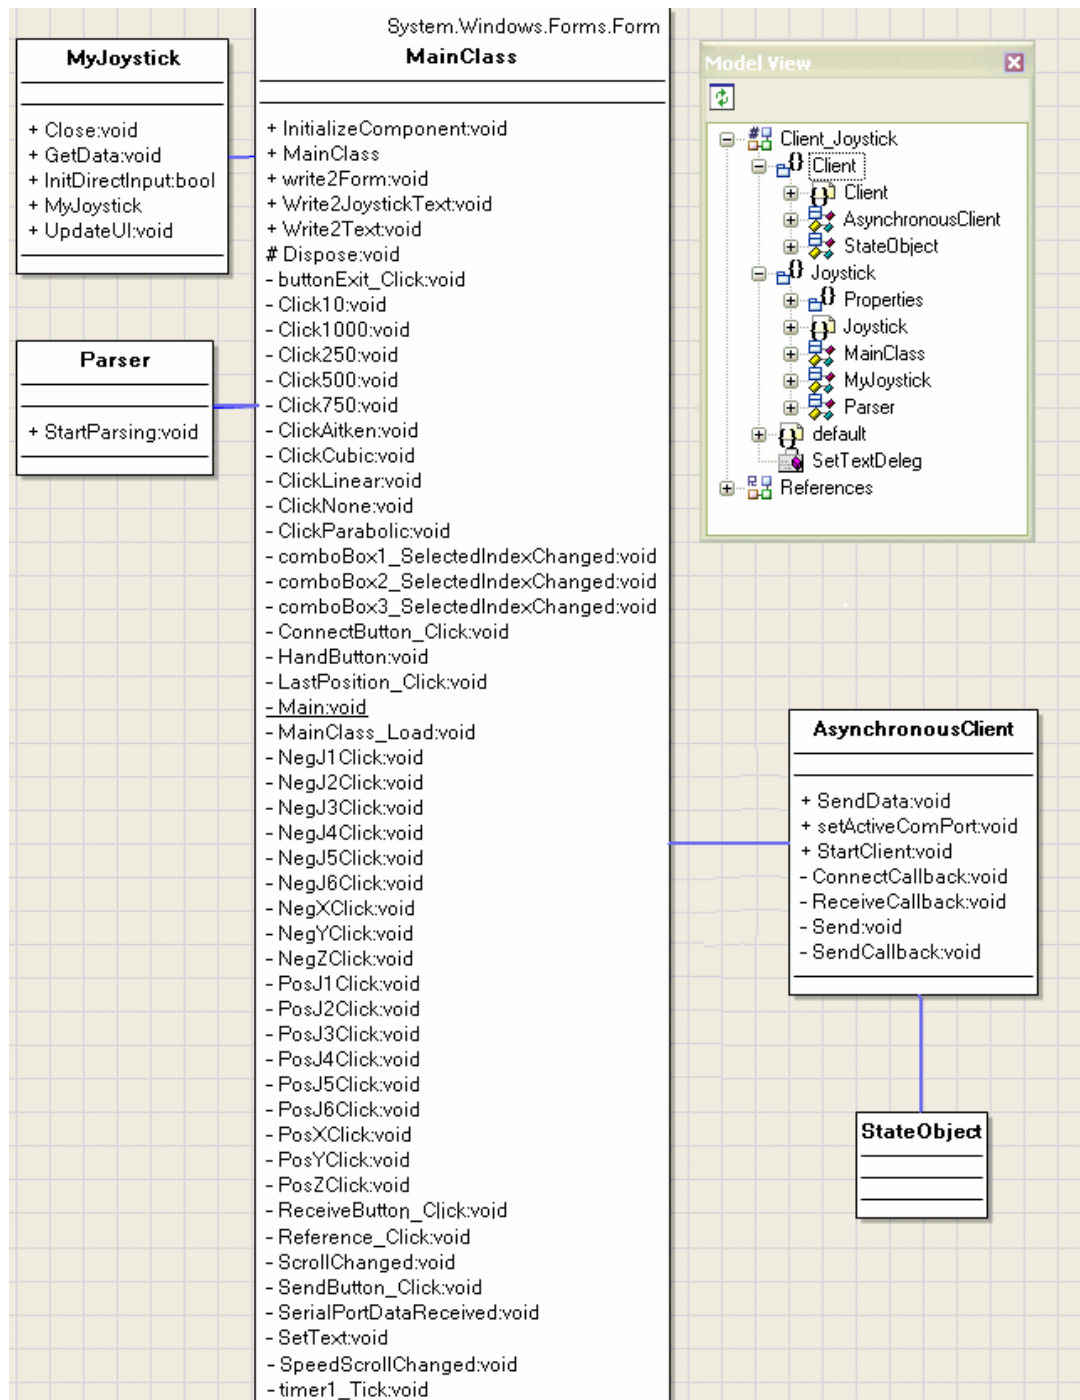 MyJoystick
+ Close:void
+ GetData:void
+ InitDirectInput:bool
+ MyJoystick
+ UpdateUI:void
Parser
+ StartParsing:void
System.Windows.Forms.Form
MainClass
+ InitializeComponent:void
+ MainClass
+ write2Form:void
+ Write2JoystickText:void
+ Write2Text:void
# Dispose:void
- buttonExit_Click:void
- Click10:void
- Click1000:void
- Click250:void
- Click500:void
- Click750:void
- ClickAitken:void
- ClickCubic:void
- ClickLinear:void
- ClickNone:void
- ClickParabolic:void
- comboBox1_SelectedIndexChanged:void
- comboBox2_SelectedIndexChanged:void
- comboBox3_SelectedIndexChanged:void
- ConnectButton_Click:void
- HandButton:void
- LastPosition_Click:void
- Main:void
- MainClass_Load:void
- NegJ1Click:void
- NegJ2Click:void
- NegJ3Click:void
- NegJ4Click:void
- NegJ5Click:void
- NegJ6Click:void
- NegXClick:void
- NegYClick:void
- NegZClick:void
- PosJ1Click:void
- PosJ2Click:void
- PosJ3Click:void
- PosJ4Click:void
- PosJ5Click:void
- PosJ6Click:void
- PosXClick:void
- PosYClick:void
- PosZClick:void
- ReceiveButton_Click:void
- Reference_Click:void
- ScrollChanged:void
- SendButton_Click:void
- SerialPortDataReceived:void
- SetText:void
- SpeedScrollChanged:void
- timer1_Tick:void
Model View
Client_Joystick
Client
Client
AsynchronousClient
StateObject
Joystick
Properties
Joystick
MainClass
MyJoystick
Parser
default
SetTextDeleg
References
AsynchronousClient
+ SendData:void
+ setActiveComPort:void
+ StartClient:void
- ConnectCallback:void
- ReceiveCallback:void
- Send:void
- SendCallback:void
StateObject